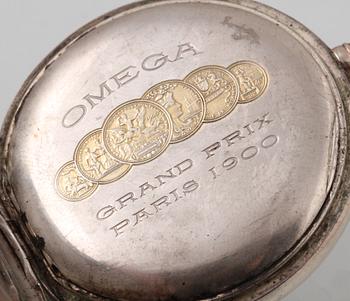 OMEGA
GRAND PRIX
PARIS 1900